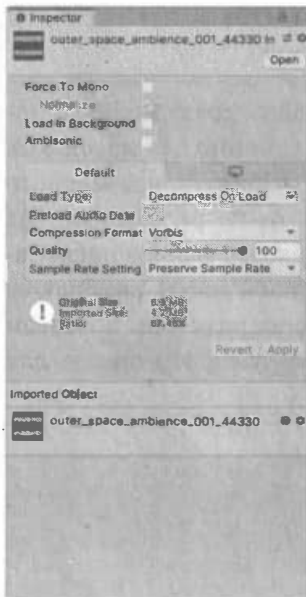 Inspector
outer_space_ambience_001_44330 In
Open
Force To Mono
Normalize
Load In Background
Ambisonic
Default
Load Type
Decompress On Load
Preload Audio Data
Compression Format
Vorbis
Quality
100
Sample Rate Setting
Preserve Sample Rate
Original Size
Imported Size:
Ratio:
Revert
Apply
Imported Object
outer_space_ambience_001_44330